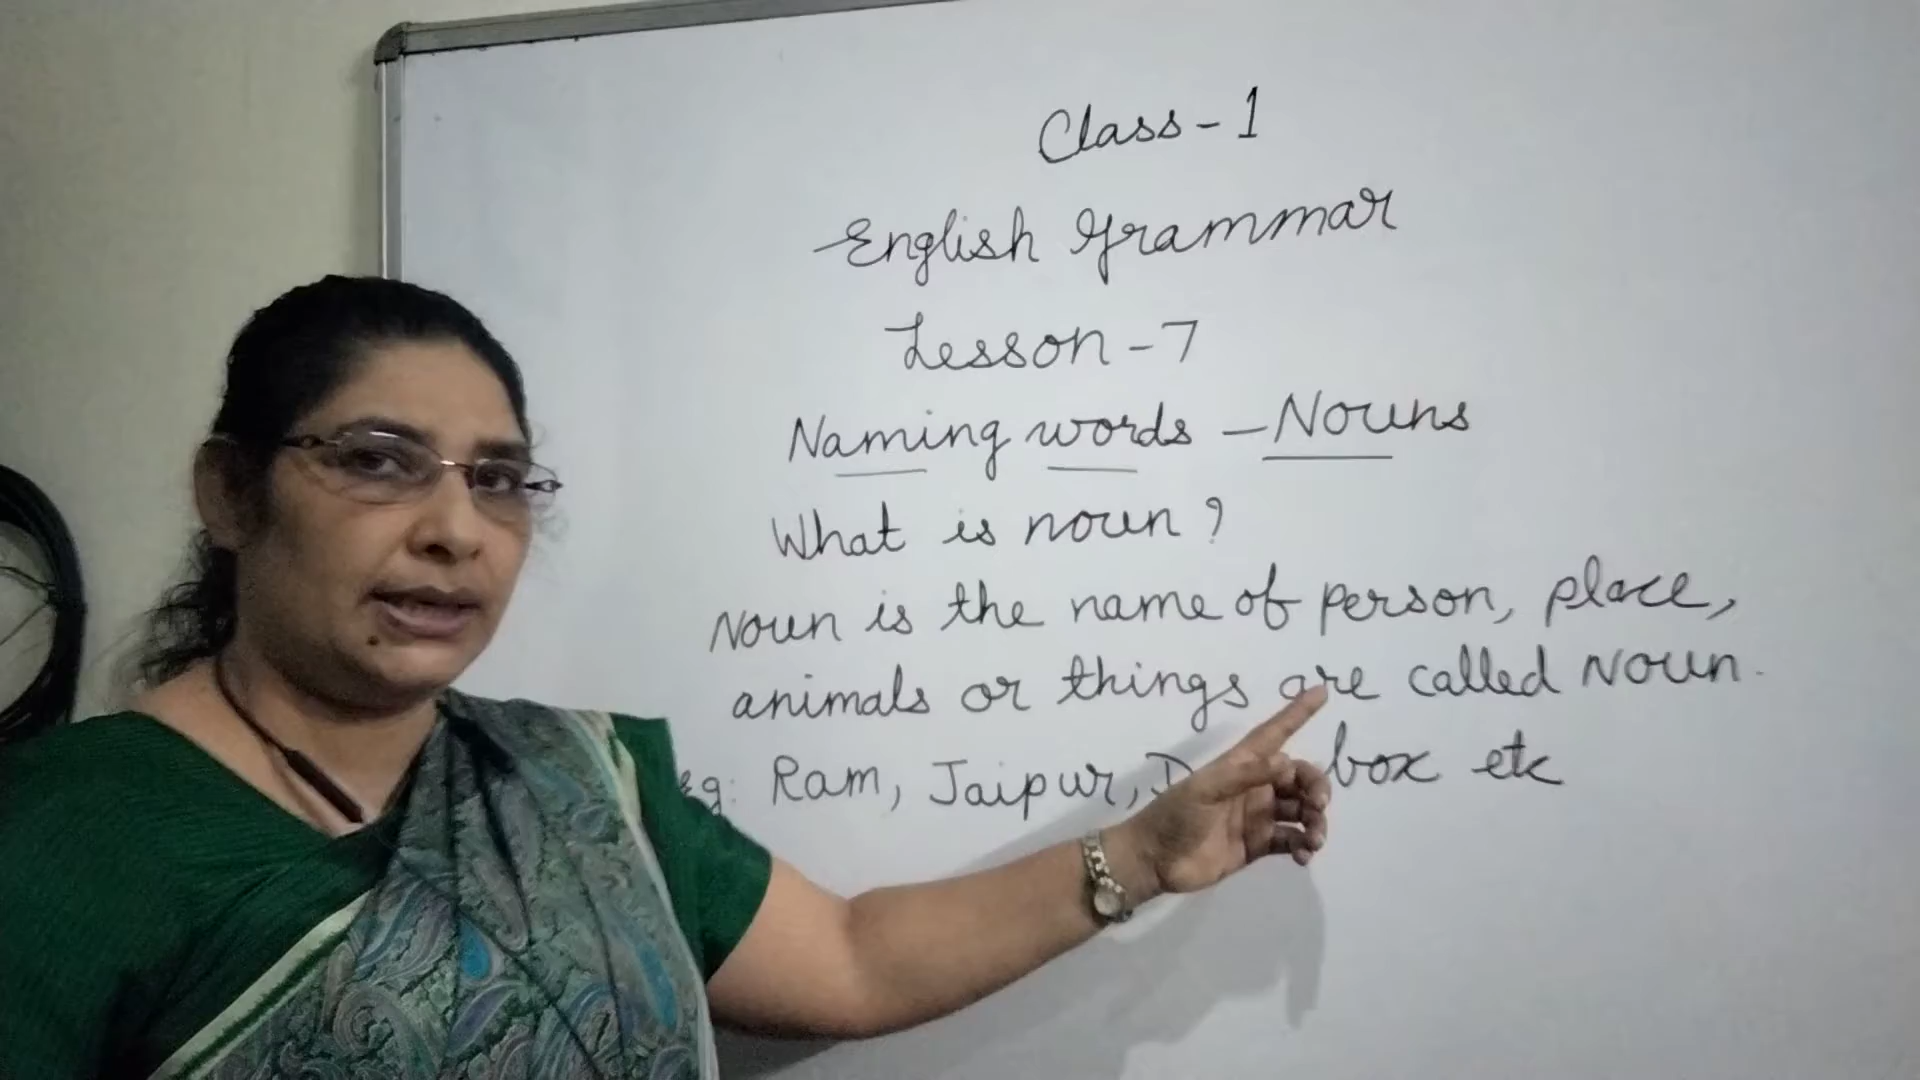 Class - 1
English Grammar
Lesson - 7
Naming words - Nouns
What is noun?
Noun is the name of person, place,
animals or things are called Noun.
Eg: Ram, Jaipur, box etc